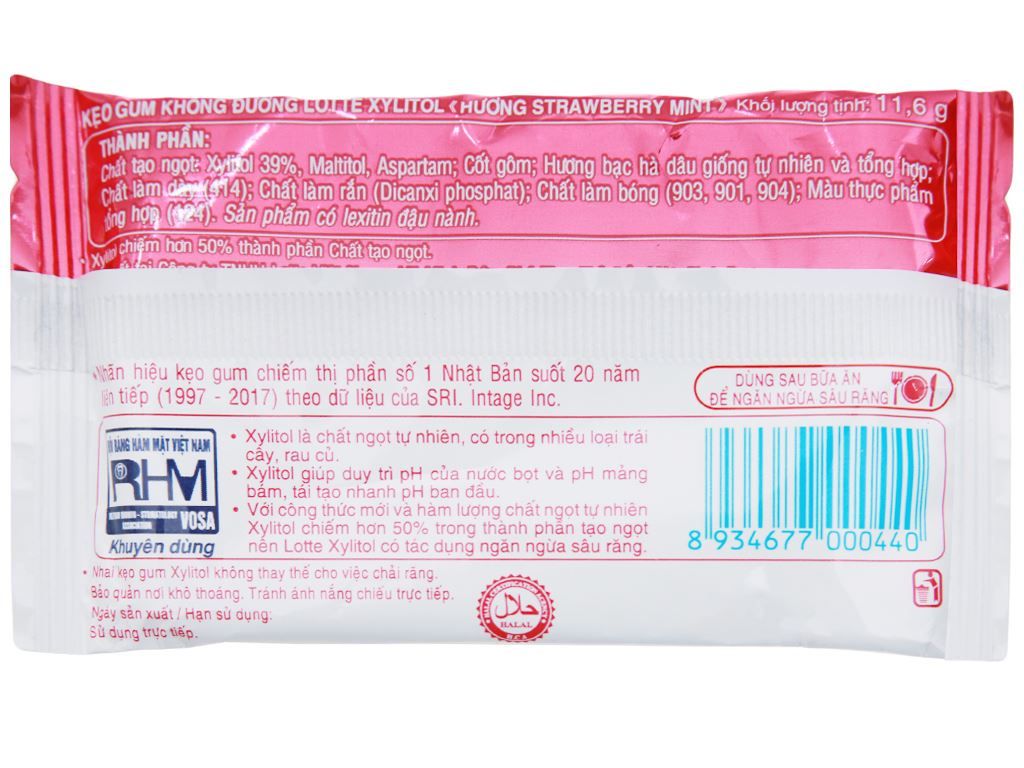 KẸO GUM KHÔNG ĐƯỜNG LOTTE XYLITOL《HƯƠNG STRAWBERRY MINT》 Khối lượng tịnh: 11,6 g
THÀNH PHẦN:
Chất tạo ngọt: Xylitol 39%, Maltitol, Aspartam; Cốt gôm; Hương bạc hà dâu giống tự nhiên và tổng hợp;
Chất làm dày (414); Chất làm rắn (Dicanxi phosphat); Chất làm bóng (903, 901, 904); Màu thực phẩm
tổng hợp (124). Sản phẩm có lexitin đậu nành.
• Xylitol chiếm hơn 50% thành phần Chất tạo ngọt.
• Nhãn hiệu kẹo gum chiếm thị phần số 1 Nhật Bản suốt 20 năm
liên tiếp (1997 - 2017) theo dữ liệu của SRI. Intage Inc.
DÙNG SAU BỮA ĂN
ĐỂ NGĂN NGỪA SÂU RĂNG
RĂNG HÀM MẶT VIỆT NAM
RHM
VOSA
Khuyên dùng
• Xylitol là chất ngọt tự nhiên, có trong nhiều loại trái
cây, rau củ.
• Xylitol giúp duy trì pH của nước bọt và pH mảng
bám, tái tạo nhanh pH ban đầu.
• Với công thức mới và hàm lượng chất ngọt tự nhiên
Xylitol chiếm hơn 50% trong thành phần tạo ngọt
nên Lotte Xylitol có tác dụng ngăn ngừa sâu răng.
8 934677 000440
• Nhai kẹo gum Xylitol không thay thế cho việc chải răng.
Bảo quản nơi khô thoáng. Tránh ánh nắng chiếu trực tiếp.
Ngày sản xuất / Hạn sử dụng:
Sử dụng trực tiếp.
حلال
HALAL
HCA